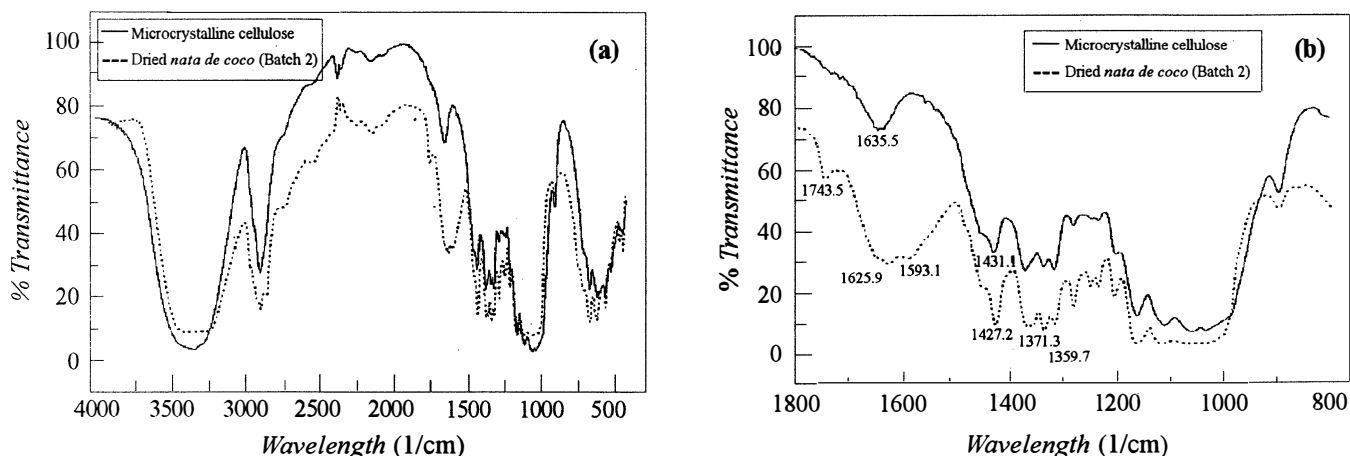 Microcrystalline cellulose
Dried nata de coco (Batch 2)
(a)
% Transmittance
100
80
60
40
20
0
4000 3500 3000 2500 2000 1500 1000 500
Wavelength (1/cm)
Microcrystalline cellulose
Dried nata de coco (Batch 2)
(b)
% Transmittance
100
80
60
40
20
0
1635.5
1743.5
1625.9
1593.1
1431.1
1427.2
1371.3
1359.7
1800 1600 1400 1200 1000 800
Wavelength (1/cm)